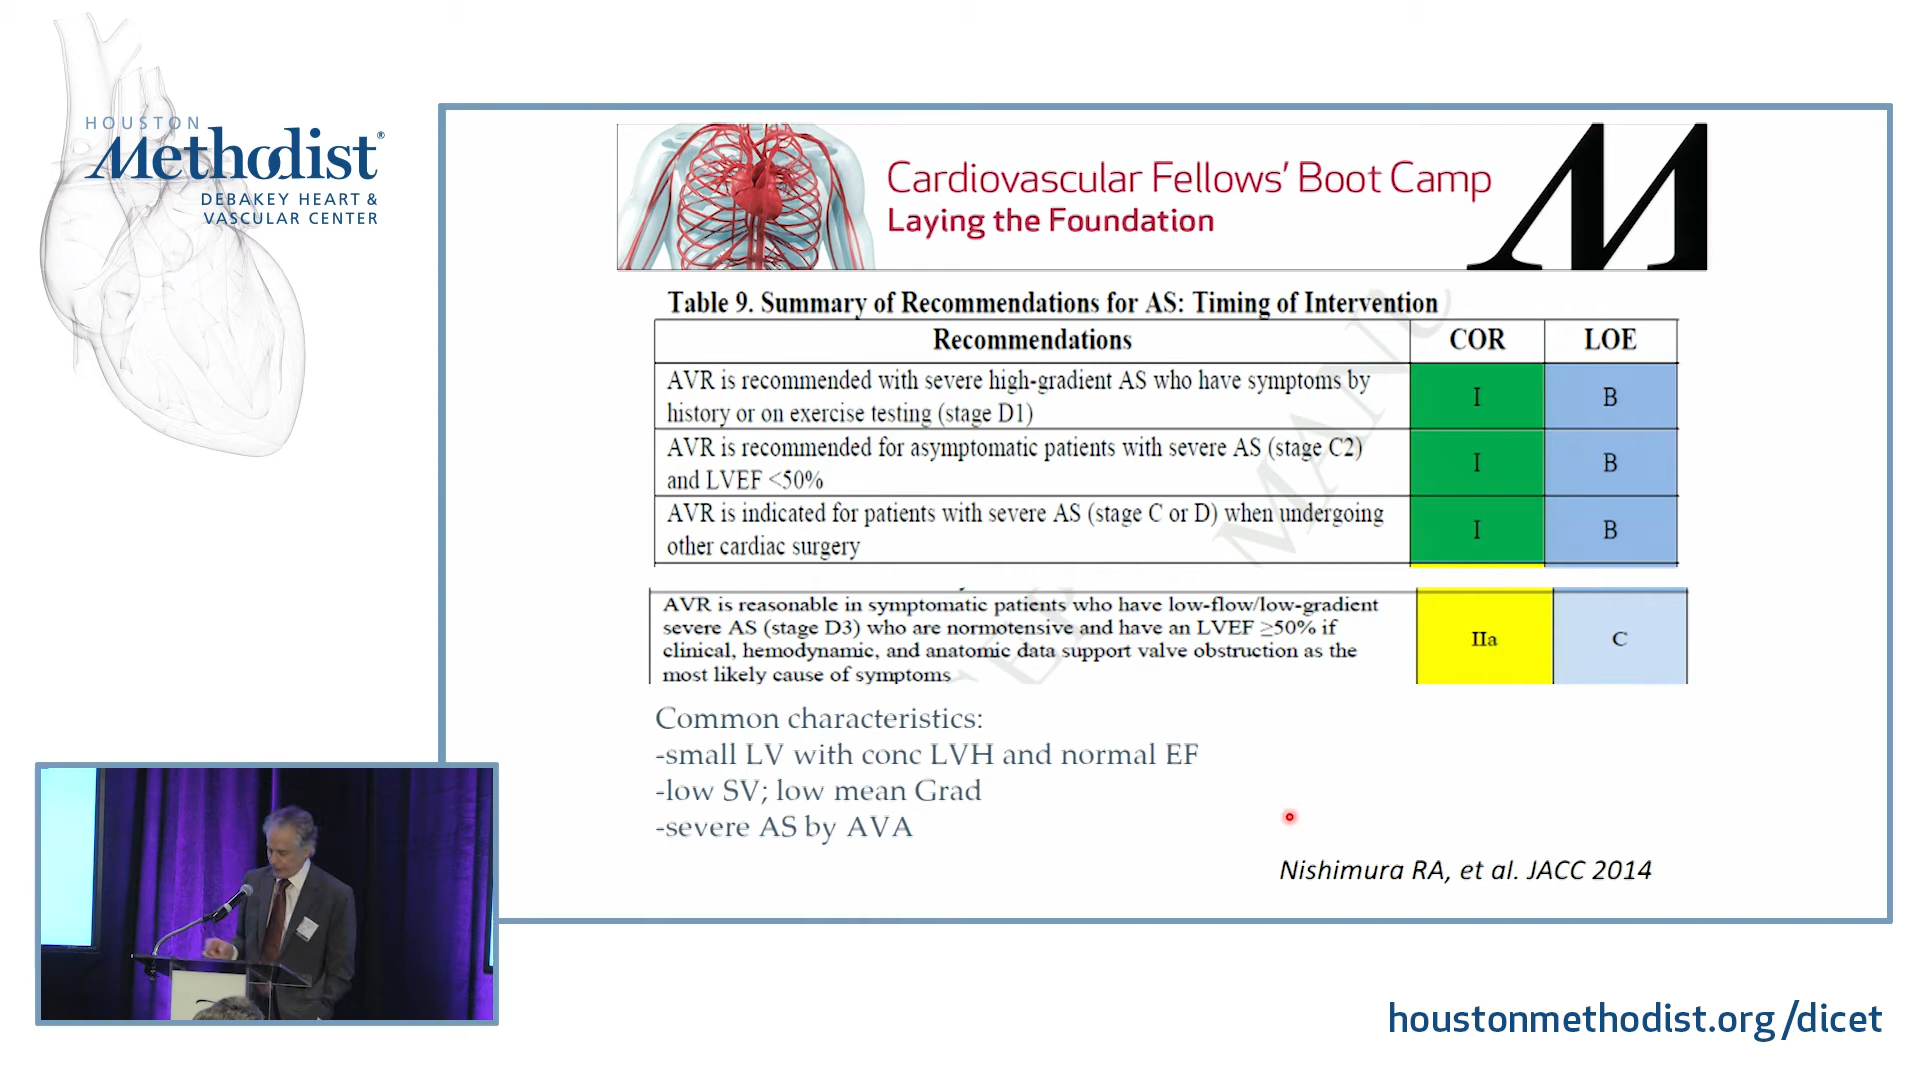 HOUSTON
Methodist®
DEBAKEY HEART &
VASCULAR CENTER
Cardiovascular Fellows' Boot Camp
Laying the Foundation
M
Table 9. Summary of Recommendations for AS: Timing of Intervention
Recommendations COR LOE
AVR is recommended with severe high-gradient AS who have symptoms by
history or on exercise testing (stage D1)
I B
AVR is recommended for asymptomatic patients with severe AS (stage C2)
and LVEF <50%
I B
AVR is indicated for patients with severe AS (stage C or D) when undergoing
other cardiac surgery
I B
AVR is reasonable in symptomatic patients who have low-flow/low-gradient
severe AS (stage D3) who are normotensive and have an LVEF ≥50% if
clinical, hemodynamic, and anatomic data support valve obstruction as the
most likely cause of symptoms
IIa C
Common characteristics:
-small LV with conc LVH and normal EF
-low SV; low mean Grad
-severe AS by AVA
Nishimura RA, et al. JACC 2014
houstonmethodist.org/dicet